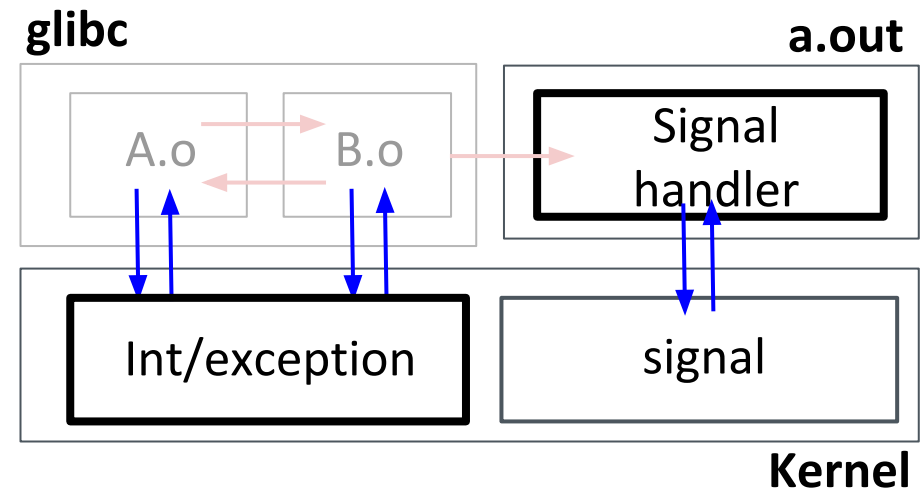 glibc
a.out
A.o
B.o
Signal
handler
Int/exception
signal
Kernel